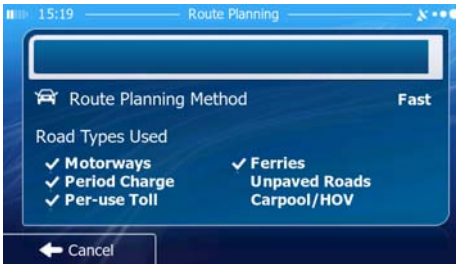 15:19 Route Planning
Route Planning Method Fast
Road Types Used
Motorways Ferries
Period Charge Unpaved Roads
Per-use Toll Carpool/HOV
Cancel